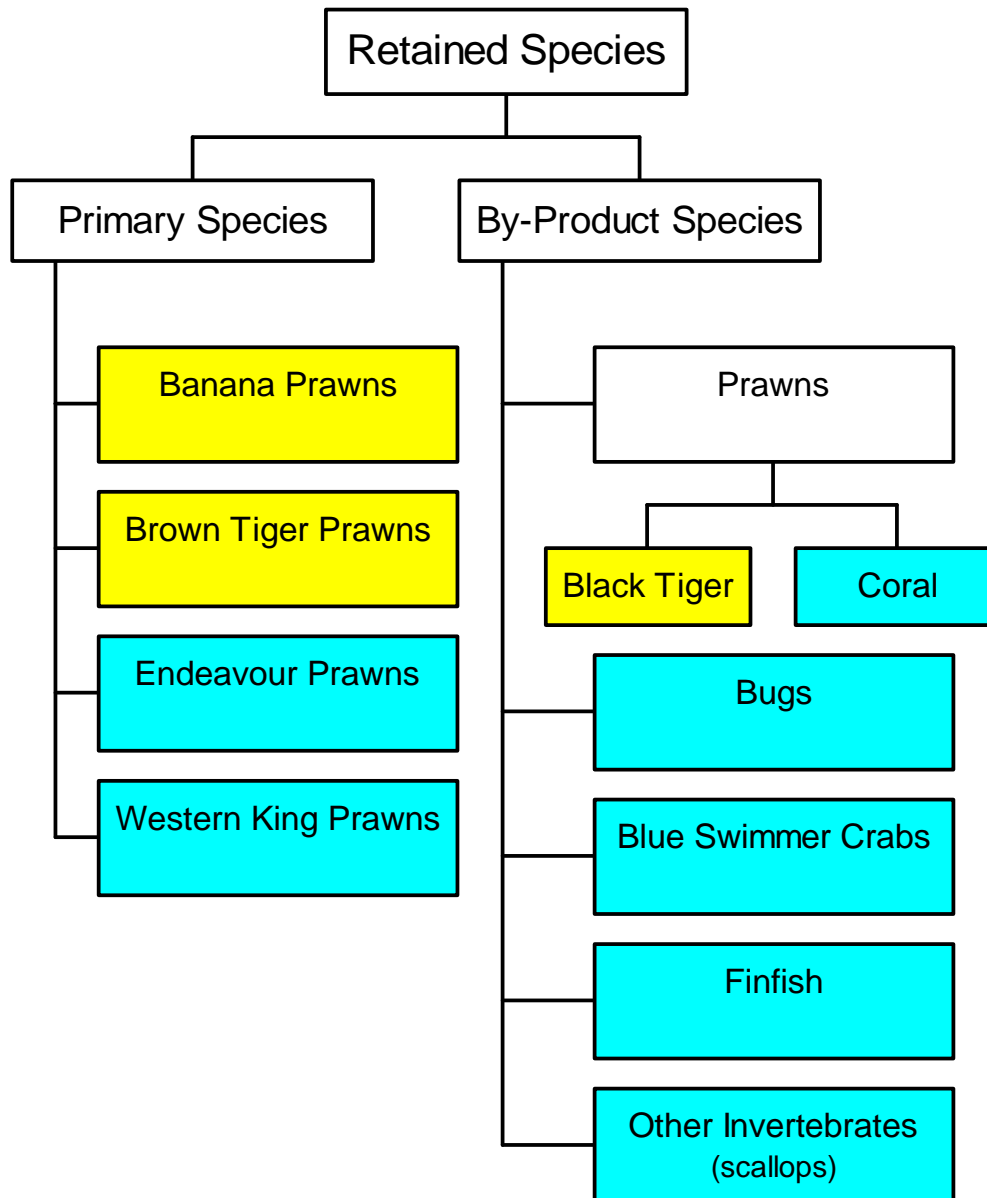 Retained Species
Primary Species
By-Product Species
Banana Prawns
Brown Tiger Prawns
Endeavour Prawns
Western King Prawns
Prawns
Black Tiger
Coral
Bugs
Blue Swimmer Crabs
Finfish
Other Invertebrates
(scallops)